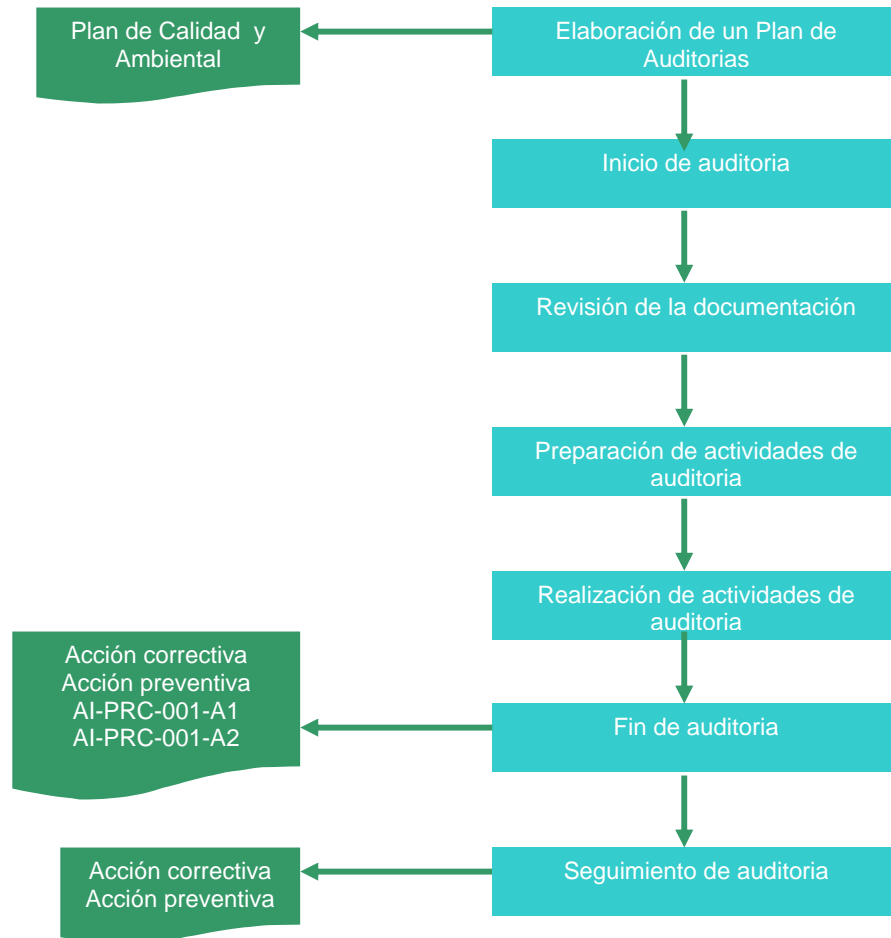 Plan de Calidad y
Ambiental
Elaboración de un Plan de
Auditorias
Inicio de auditoria
Revisión de la documentación
Preparación de actividades de
auditoria
Realización de actividades de
auditoria
Acción correctiva
Acción preventiva
AI-PRC-001-A1
AI-PRC-001-A2
Fin de auditoria
Acción correctiva
Acción preventiva
Seguimiento de auditoria